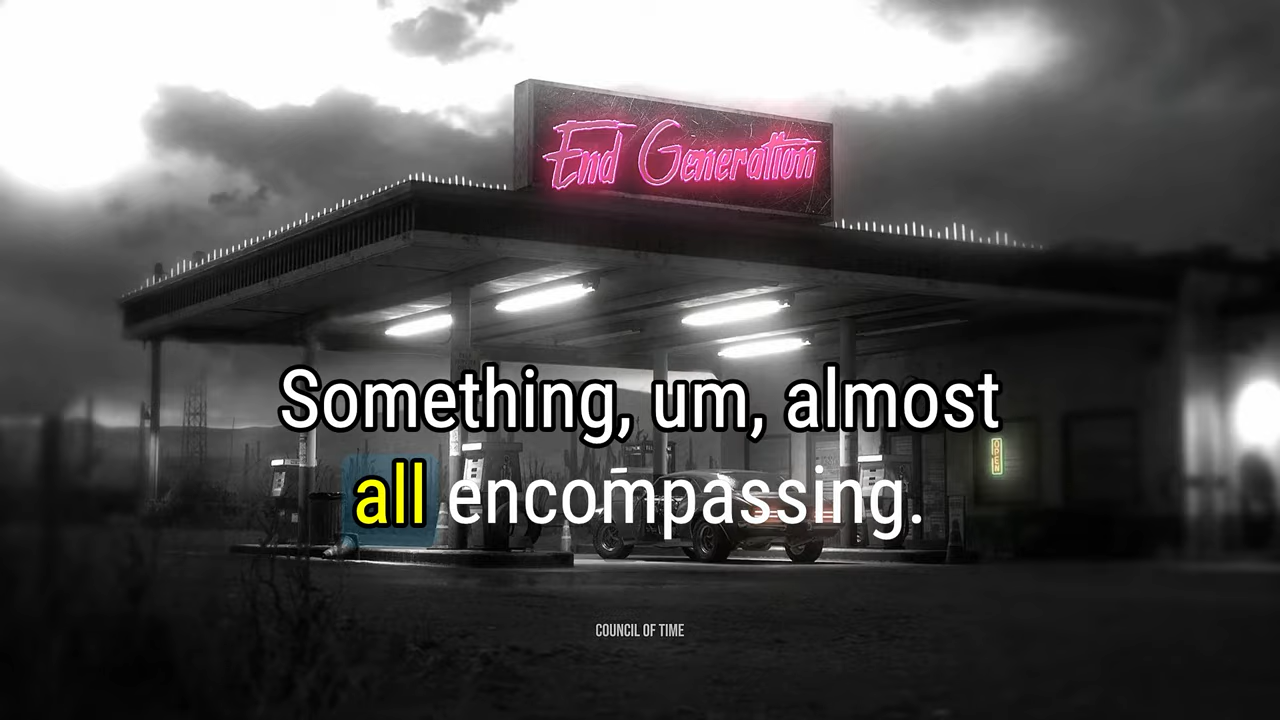 End Generation
Something, um, almost
all encompassing.
OPEN
COUNCIL OF TIME